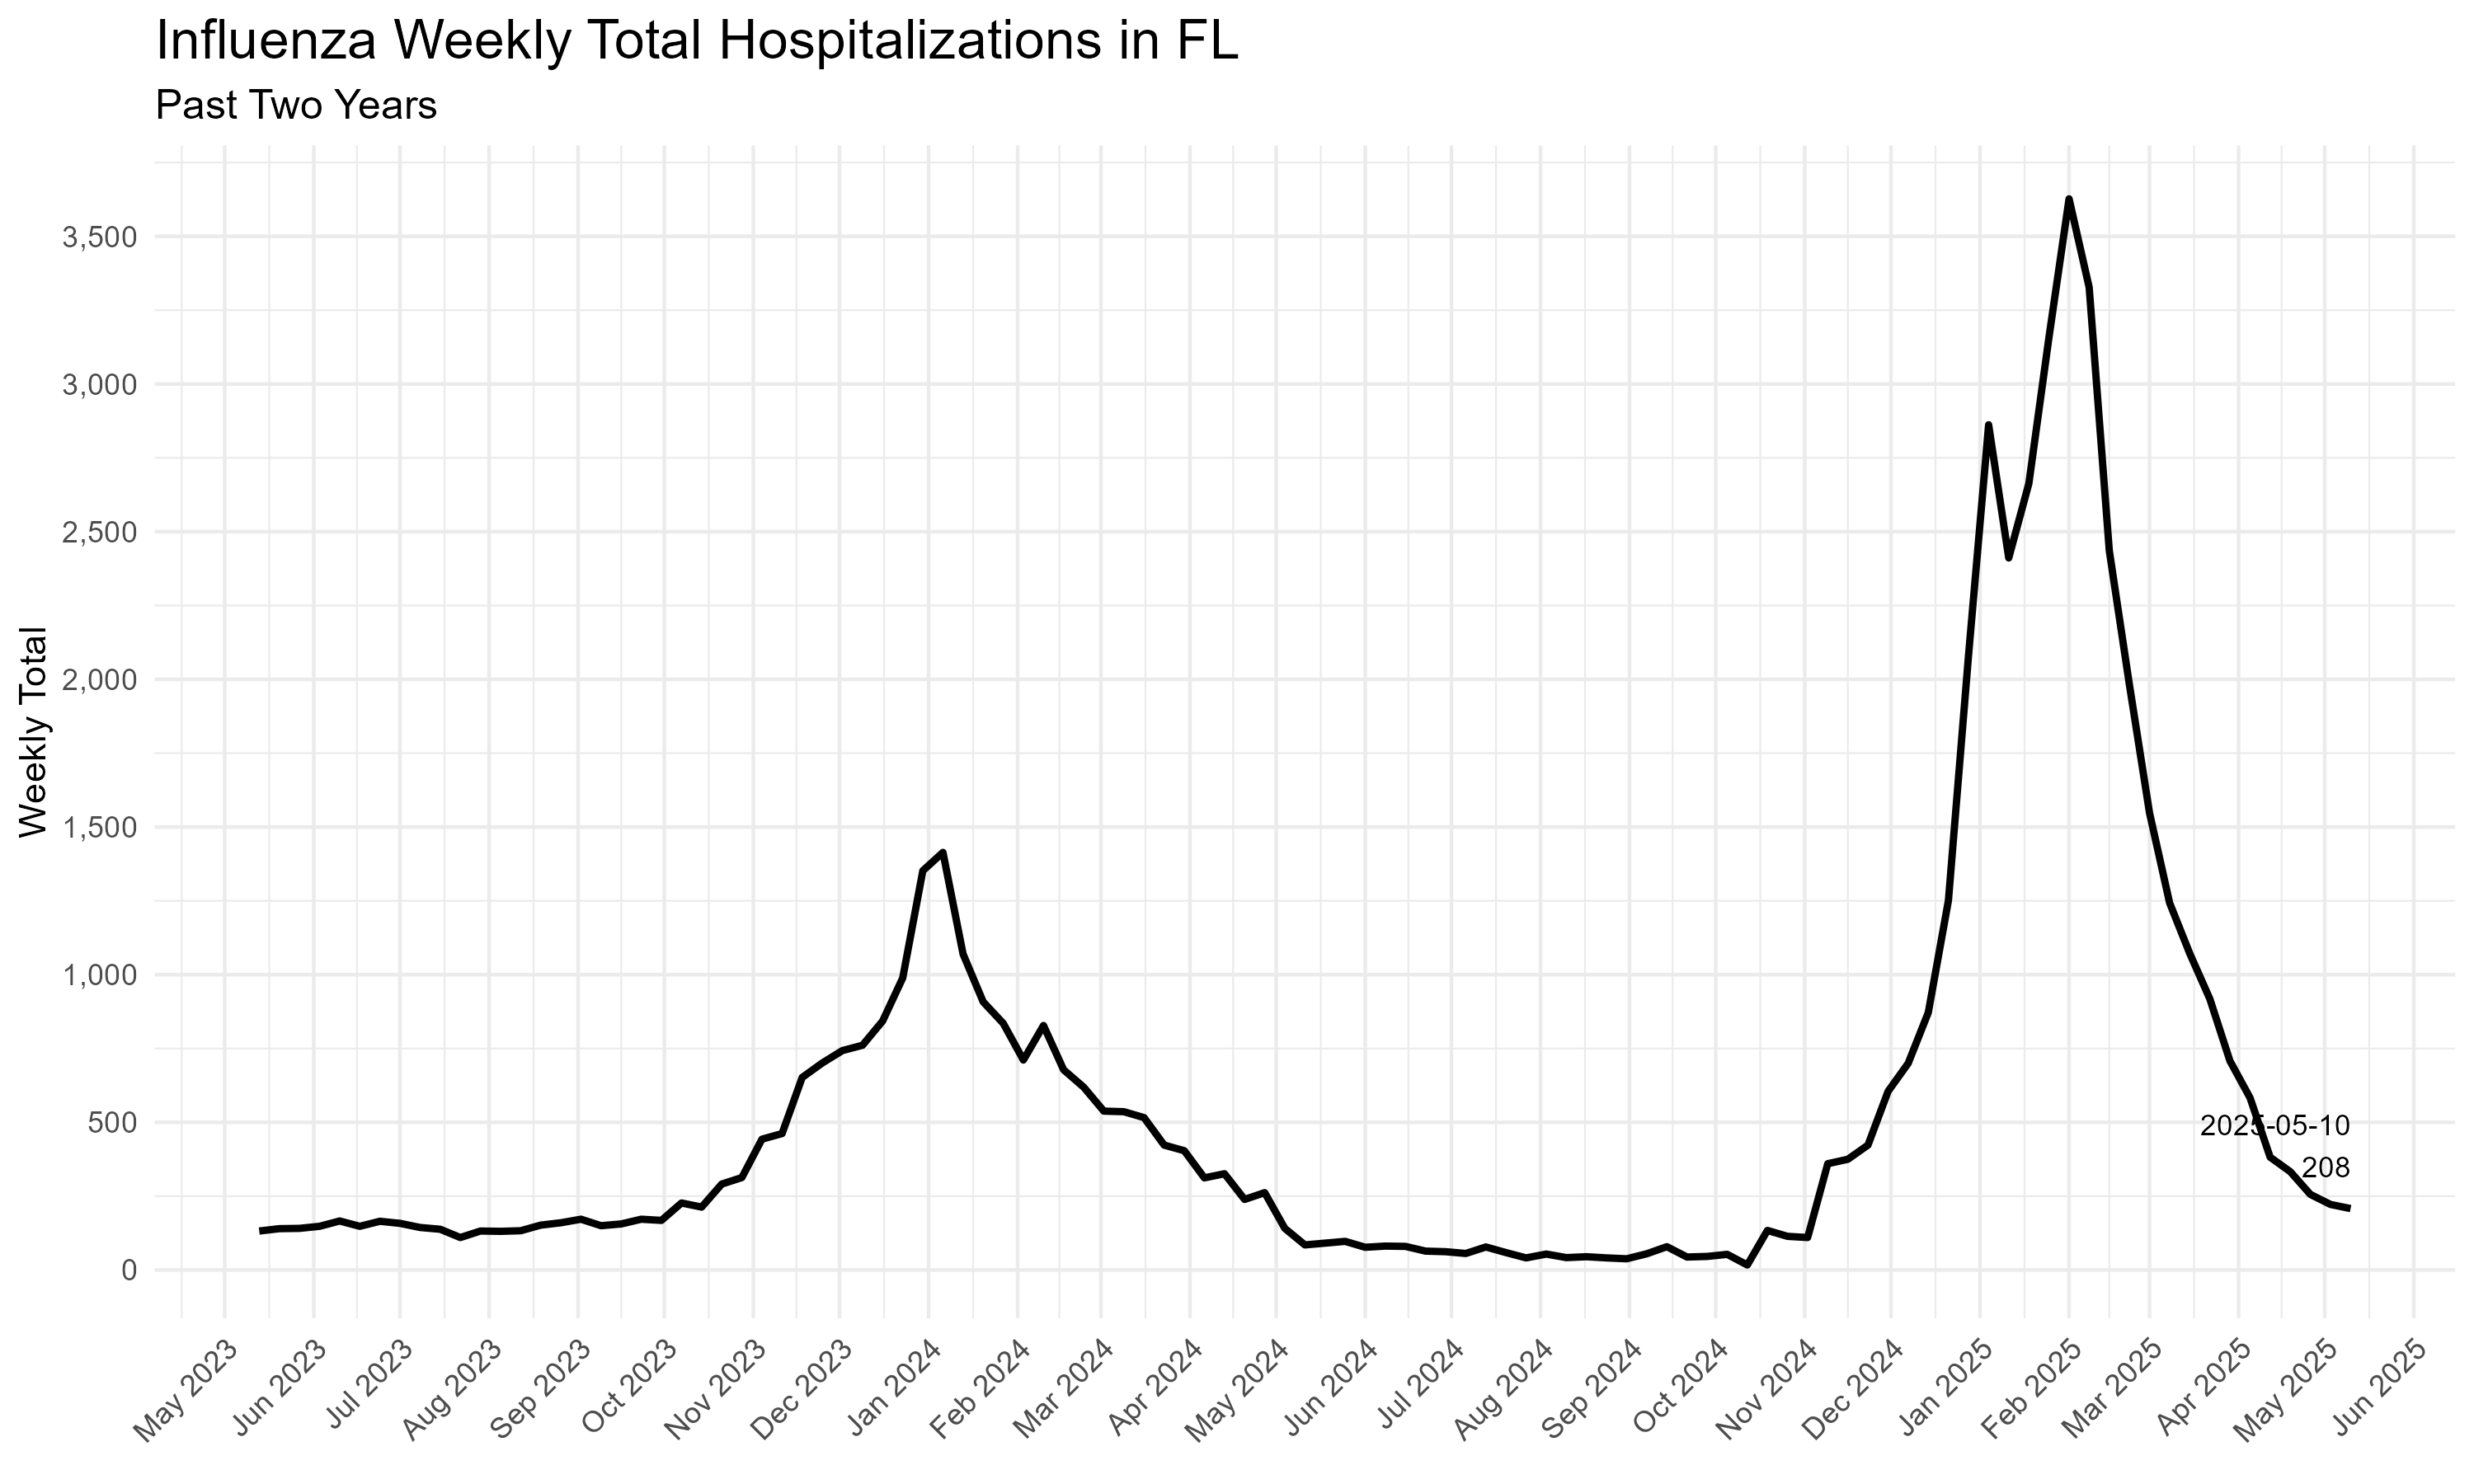 Influenza Weekly Total Hospitalizations in FL
Past Two Years
Weekly Total
3,500
3,000
2,500
2,000
1,500
1,000
500
0
2025-05-10
208
May 2023
Jun 2023
Jul 2023
Aug 2023
Sep 2023
Oct 2023
Nov 2023
Dec 2023
Jan 2024
Feb 2024
Mar 2024
Apr 2024
May 2024
Jun 2024
Jul 2024
Aug 2024
Sep 2024
Oct 2024
Nov 2024
Dec 2024
Jan 2025
Feb 2025
Mar 2025
Apr 2025
May 2025
Jun 2025